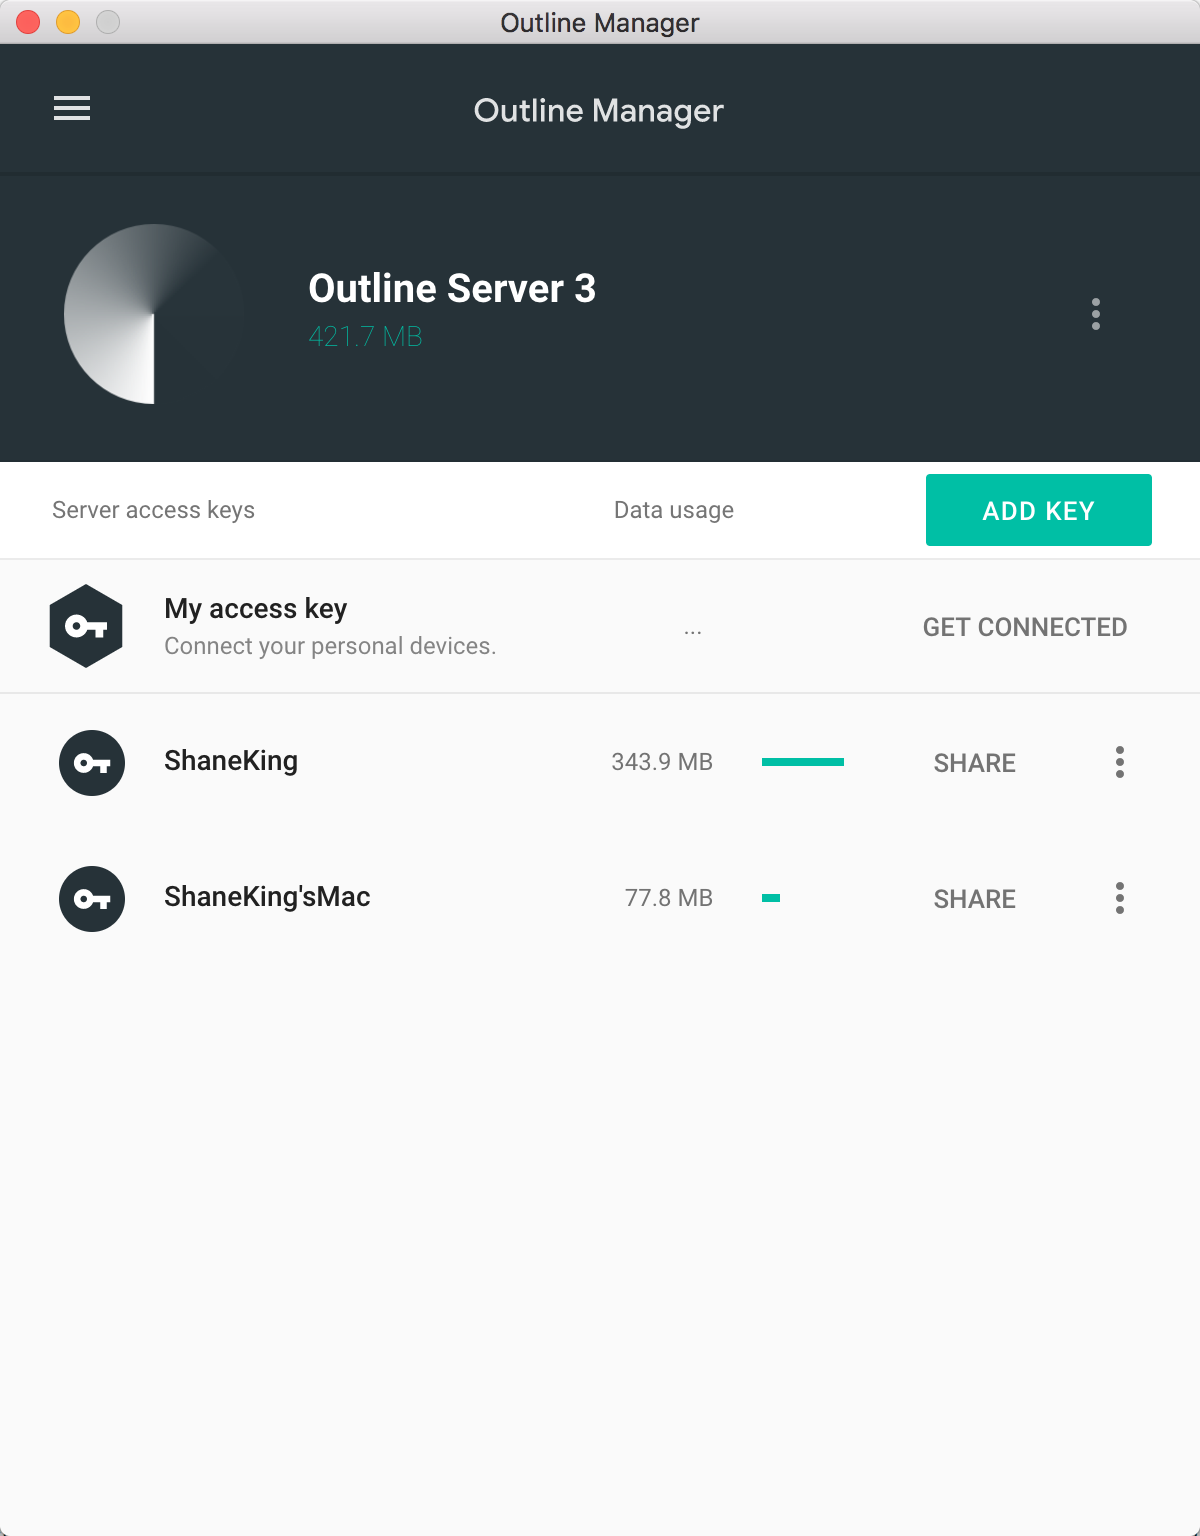 Outline Manager
Outline Manager
Outline Server 3
421.7 MB
Server access keys
Data usage
ADD KEY
My access key
Connect your personal devices.
...
GET CONNECTED
ShaneKing
343.9 MB
SHARE
ShaneKing'sMac
77.8 MB
SHARE